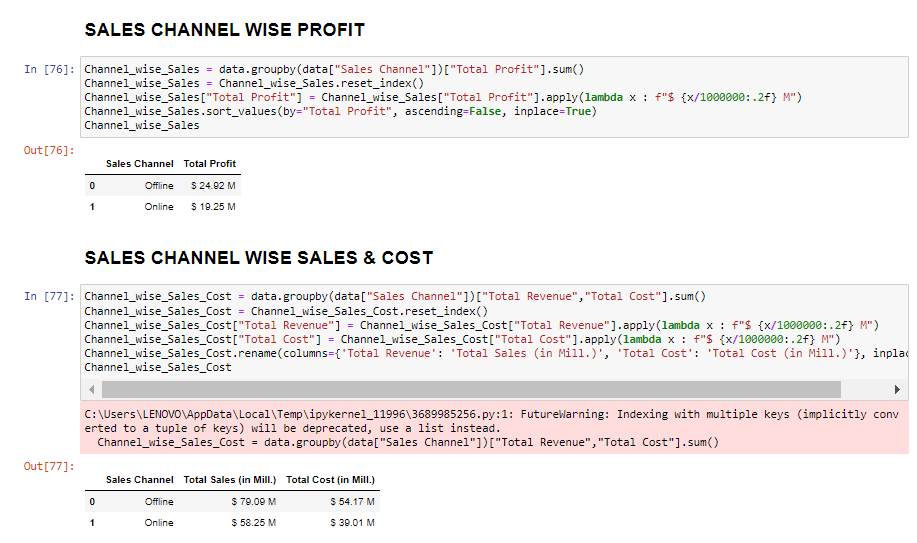 SALES CHANNEL WISE PROFIT
In [76]: Channel_wise_Sales = data.groupby(data["Sales Channel"])["Total Profit"].sum()
Channel_wise_Sales = Channel_wise_Sales.reset_index()
Channel_wise_Sales["Total Profit"] = Channel_wise_Sales["Total Profit"].apply(lambda x : f"$ {x/1000000:.2f} M")
Channel_wise_Sales.sort_values(by="Total Profit", ascending=False, inplace=True)
Channel_wise_Sales
Out[76]:
Sales Channel Total Profit
0 Offline $ 24.92 M
1 Online $ 19.25 M
SALES CHANNEL WISE SALES & COST
In [77]: Channel_wise_Sales_Cost = data.groupby(data["Sales Channel"])["Total Revenue","Total Cost"].sum()
Channel_wise_Sales_Cost = Channel_wise_Sales_Cost.reset_index()
Channel_wise_Sales_Cost["Total Revenue"] = Channel_wise_Sales_Cost["Total Revenue"].apply(lambda x : f"$ {x/1000000:.2f} M")
Channel_wise_Sales_Cost["Total Cost"] = Channel_wise_Sales_Cost["Total Cost"].apply(lambda x : f"$ {x/1000000:.2f} M")
Channel_wise_Sales_Cost.rename(columns={'Total Revenue': 'Total Sales (in Mill.)', 'Total Cost': 'Total Cost (in Mill.)'}, inplac
Channel_wise_Sales_Cost
C:\Users\LENOVO\AppData\Local\Temp\ipykernel_11996\3689985256.py:1: FutureWarning: Indexing with multiple keys (implicitly conv
erted to a tuple of keys) will be deprecated, use a list instead.
Channel_wise_Sales_Cost = data.groupby(data["Sales Channel"])["Total Revenue","Total Cost"].sum()
Out[77]:
Sales Channel Total Sales (in Mill.) Total Cost (in Mill.)
0 Offline $ 79.09 M $ 54.17 M
1 Online $ 58.25 M $ 39.01 M